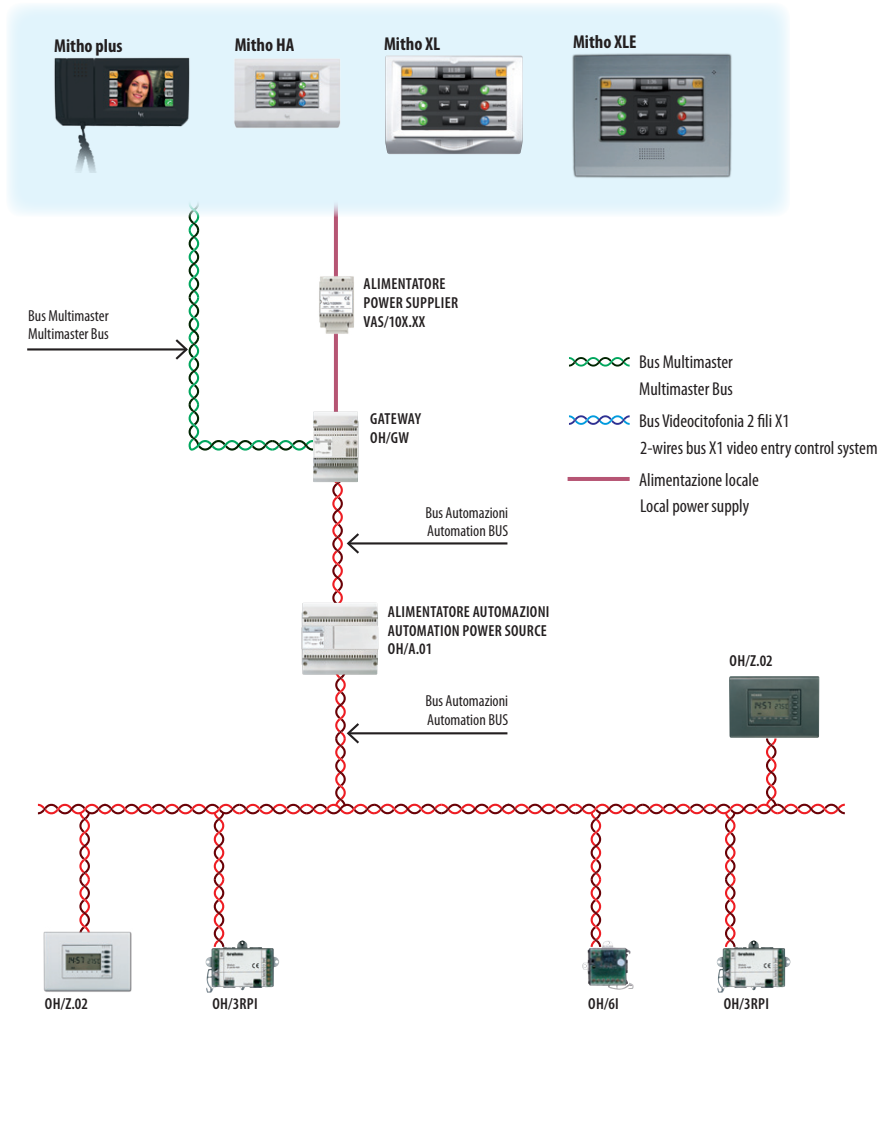 Mitho plus
Mitho HA
Mitho XL
Mitho XLE
ALIMENTATORE
POWER SUPPLIER
VAS/10X.XX
Bus Multimaster
Multimaster Bus
Bus Multimaster
Multimaster Bus
Bus Videocitofonia 2 fili X1
2-wires bus X1 video entry control system
Alimentazione locale
Local power supply
GATEWAY
OH/GW
Bus Automazioni
Automation BUS
ALIMENTATORE AUTOMAZIONI
AUTOMATION POWER SOURCE
OH/A.01
Bus Automazioni
Automation BUS
OH/Z.02
OH/Z.02
OH/3RPI
OH/6I
OH/3RPI